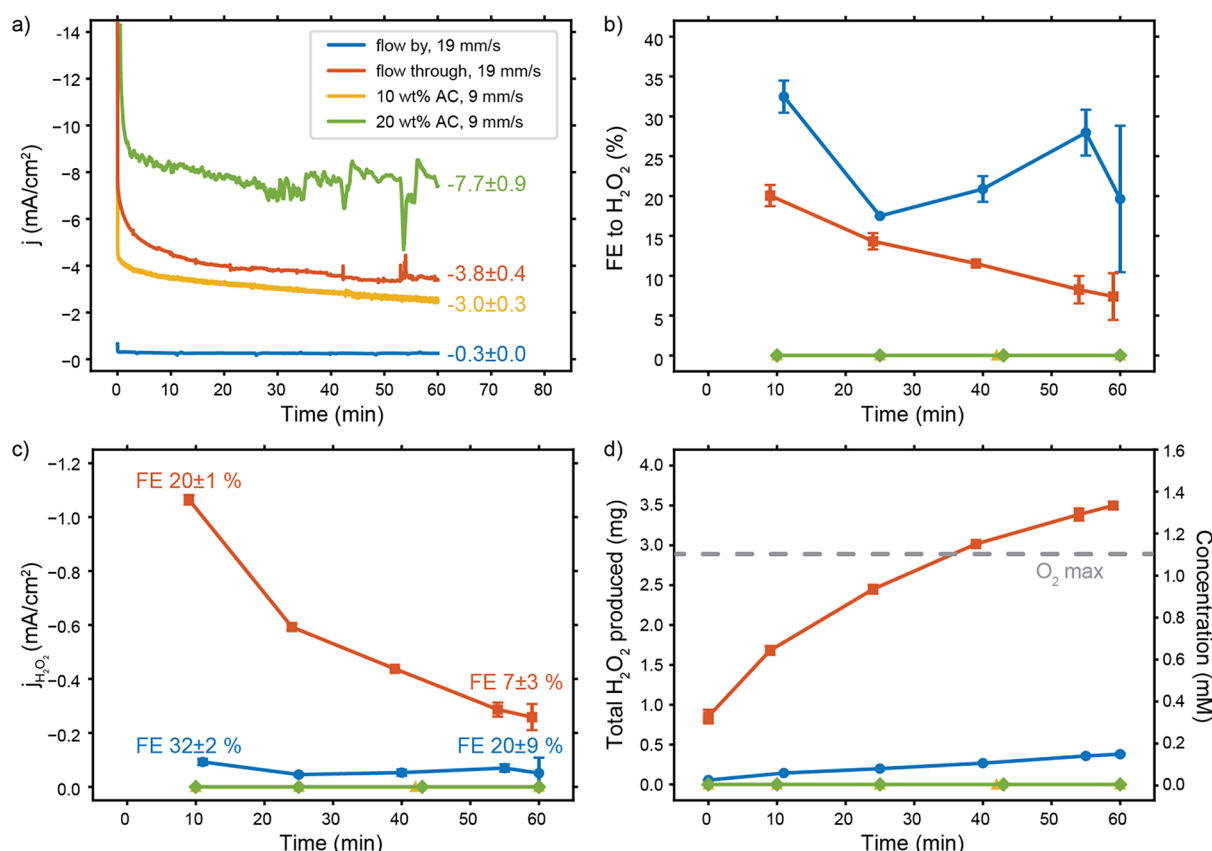 a)
−14
−12
−10
−8
−6
−4
−2
−0
j (mA/cm²)
flow by, 19 mm/s
flow through, 19 mm/s
10 wt% AC, 9 mm/s
20 wt% AC, 9 mm/s
-7.7±0.9
-3.8±0.4
-3.0±0.3
-0.3±0.0
0 10 20 30 40 50 60 70 80
Time (min)
b)
40
35
30
25
20
15
10
5
0
FE to H₂O₂ (%)
0 10 20 30 40 50 60
Time (min)
c)
−1.2
−1.0
−0.8
−0.6
−0.4
−0.2
0.0
j_H₂O₂ (mA/cm²)
FE 20±1 %
FE 7±3 %
FE 32±2 %
FE 20±9 %
0 10 20 30 40 50 60
Time (min)
d)
4.0
3.5
3.0
2.5
2.0
1.5
1.0
0.5
0.0
Total H₂O₂ produced (mg)
O₂ max
1.6
1.4
1.2
1.0
0.8
0.6
0.4
0.2
0.0
Concentration (mM)
0 10 20 30 40 50 60
Time (min)